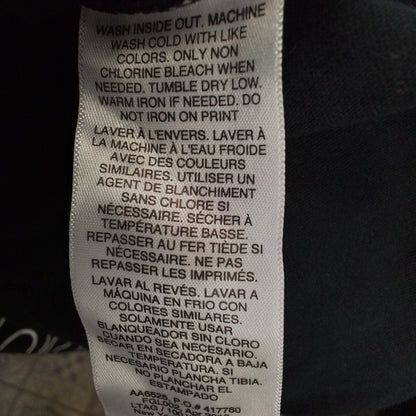 WASH INSIDE OUT. MACHINE
WASH COLD WITH LIKE
COLORS. ONLY NON
CHLORINE BLEACH WHEN
NEEDED. TUMBLE DRY LOW.
WARM IRON IF NEEDED. DO
NOT IRON ON PRINT
LAVER À L'ENVERS. LAVER À
LA MACHINE À L'EAU FROIDE
AVEC DES COULEURS
SIMILAIRES. UTILISER UN
AGENT DE BLANCHIMENT
SANS CHLORE SI
NÉCESSAIRE. SÉCHER À
TEMPÉRATURE BASSE.
REPASSER AU FER TIÈDE SI
NÉCESSAIRE. NE PAS
REPASSER LES IMPRIMÉS.
LAVAR AL REVÉS. LAVAR A
MÁQUINA EN FRIO CON
COLORES SIMILARES.
SOLAMENTE USAR
BLANQUEADOR SIN CLORO
CUANDO SEA NECESARIO.
SECAR EN SECADORA A BAJA
TEMPERATURA. SI
NECESARIO PLANCHA TIBIA.
NO PLANCHAR EL
ESTAMPADO
AA6525, P.O.# 417760